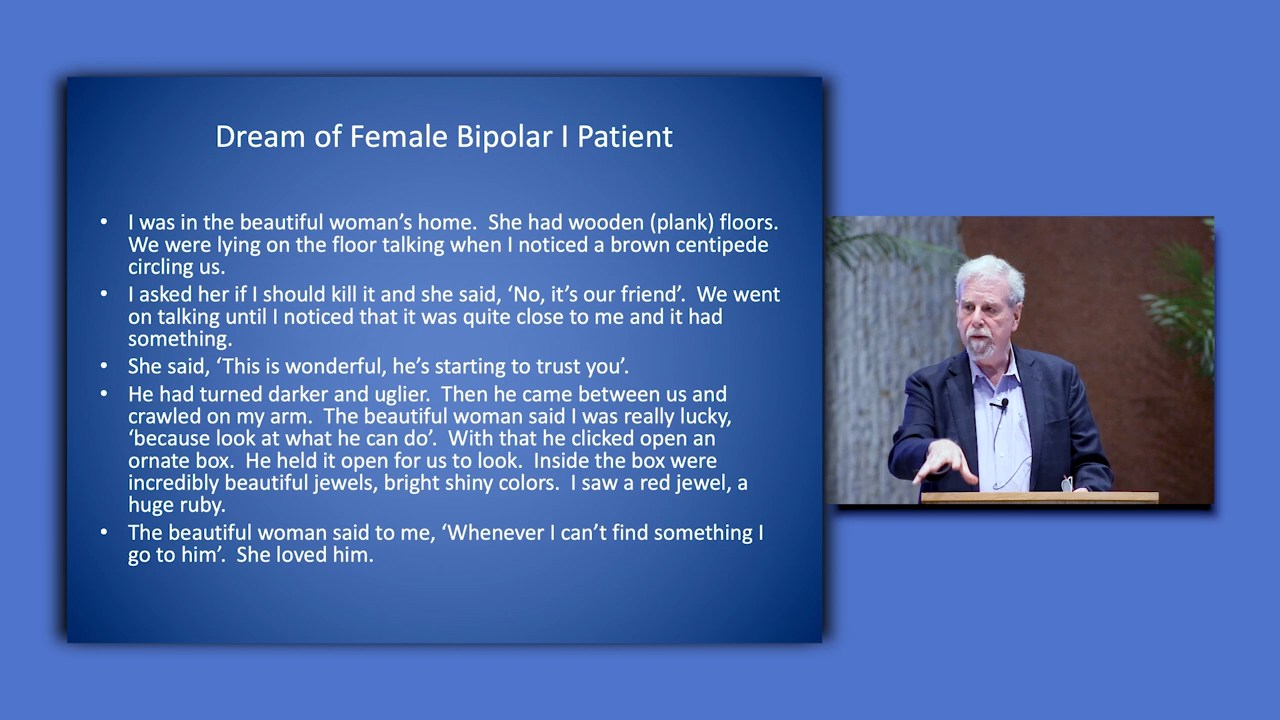 Dream of Female Bipolar I Patient
• I was in the beautiful woman’s home.  She had wooden (plank) floors.
We were lying on the floor talking when I noticed a brown centipede
circling us.
• I asked her if I should kill it and she said, ‘No, it’s our friend’.  We went
on talking until I noticed that it was quite close to me and it had
something.
• She said, ‘This is wonderful, he’s starting to trust you’.
• He had turned darker and uglier.  Then he came between us and
crawled on my arm.  The beautiful woman said I was really lucky,
‘because look at what he can do’.  With that he clicked open an
ornate box.  He held it open for us to look.  Inside the box were
incredibly beautiful jewels, bright shiny colors.  I saw a red jewel, a
huge ruby.
• The beautiful woman said to me, ‘Whenever I can’t find something I
go to him’.  She loved him.